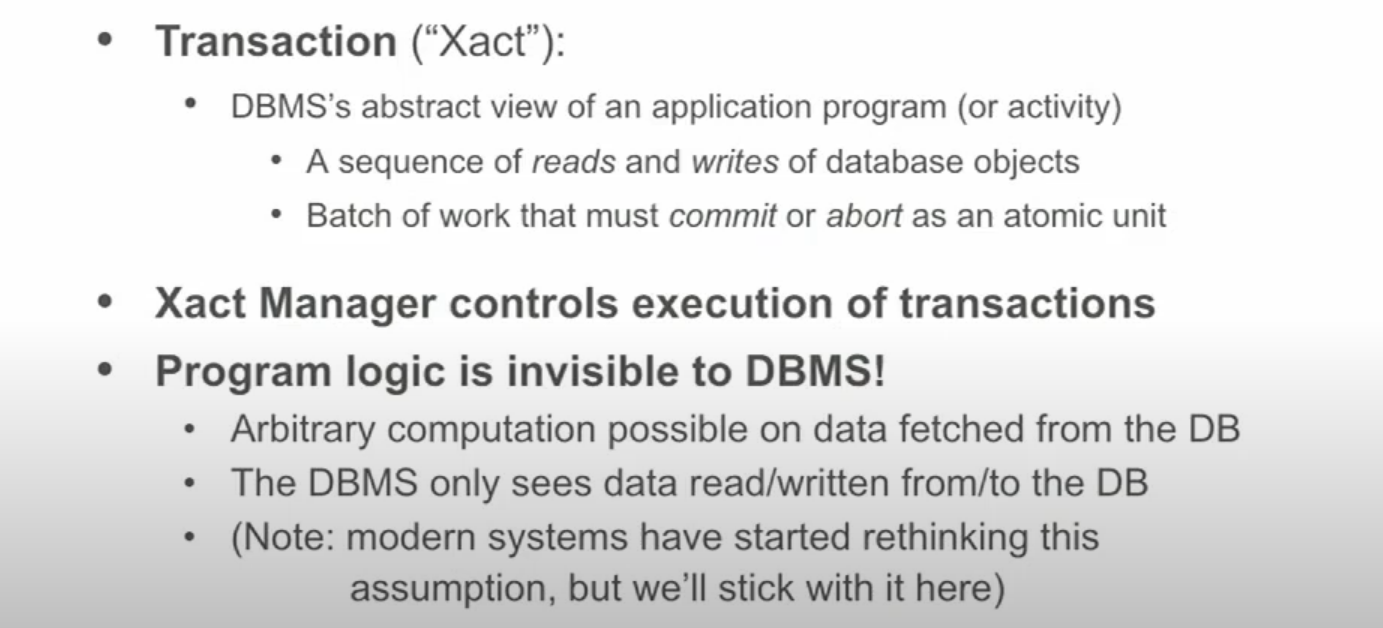 • Transaction (“Xact”):
• DBMS’s abstract view of an application program (or activity)
• A sequence of reads and writes of database objects
• Batch of work that must commit or abort as an atomic unit
• Xact Manager controls execution of transactions
• Program logic is invisible to DBMS!
• Arbitrary computation possible on data fetched from the DB
• The DBMS only sees data read/written from/to the DB
• (Note: modern systems have started rethinking this
assumption, but we’ll stick with it here)